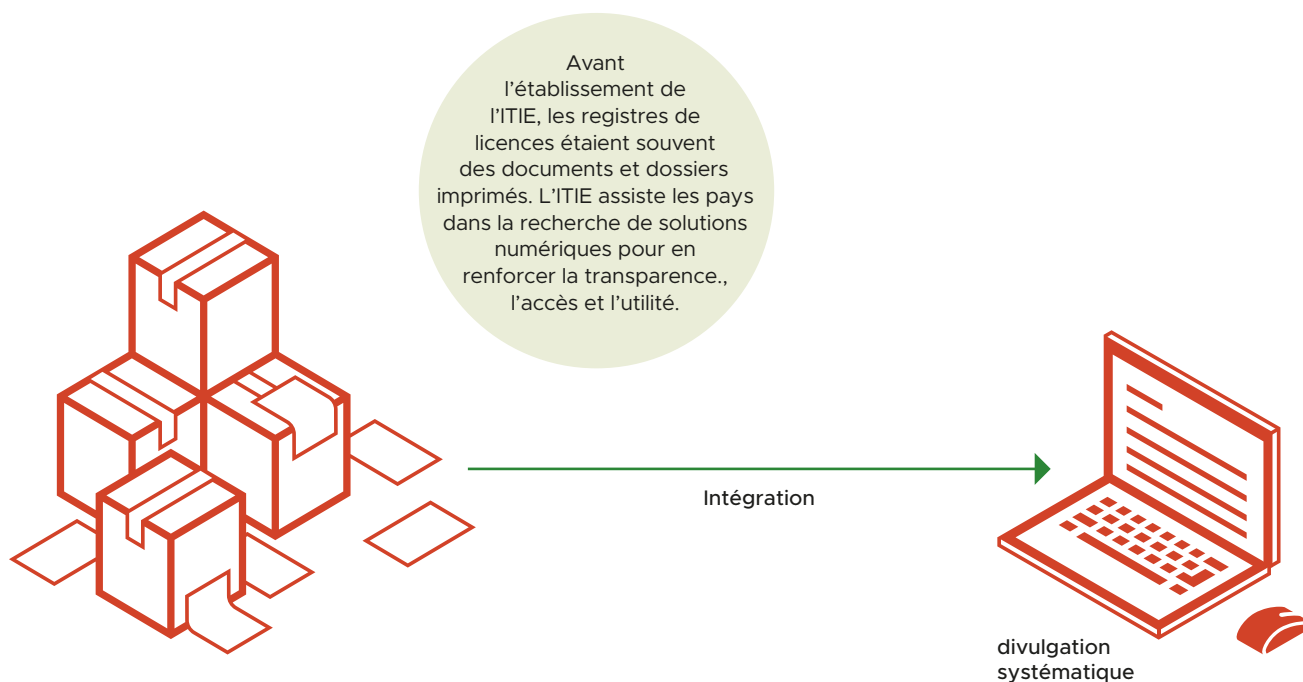 Avant
l’établissement de
l’ITIE, les registres de
licences étaient souvent
des documents et dossiers
imprimés. L’ITIE assiste les pays
dans la recherche de solutions
numériques pour en
renforcer la transparence.,
l’accès et l’utilité.
Intégration
divulgation
systématique